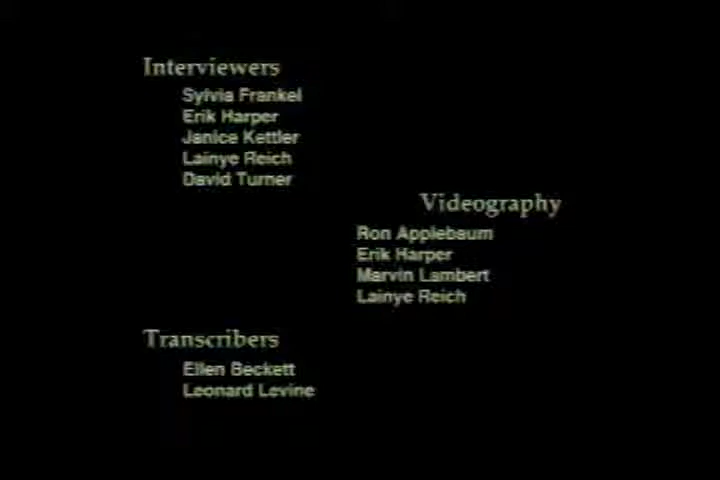 Interviewers
Sylvia Frankel
Erik Harper
Janice Kettler
Lainye Reich
David Turner
Videography
Ron Applebaum
Erik Harper
Marvin Lambert
Lainye Reich
Transcribers
Ellen Beckett
Leonard Levine